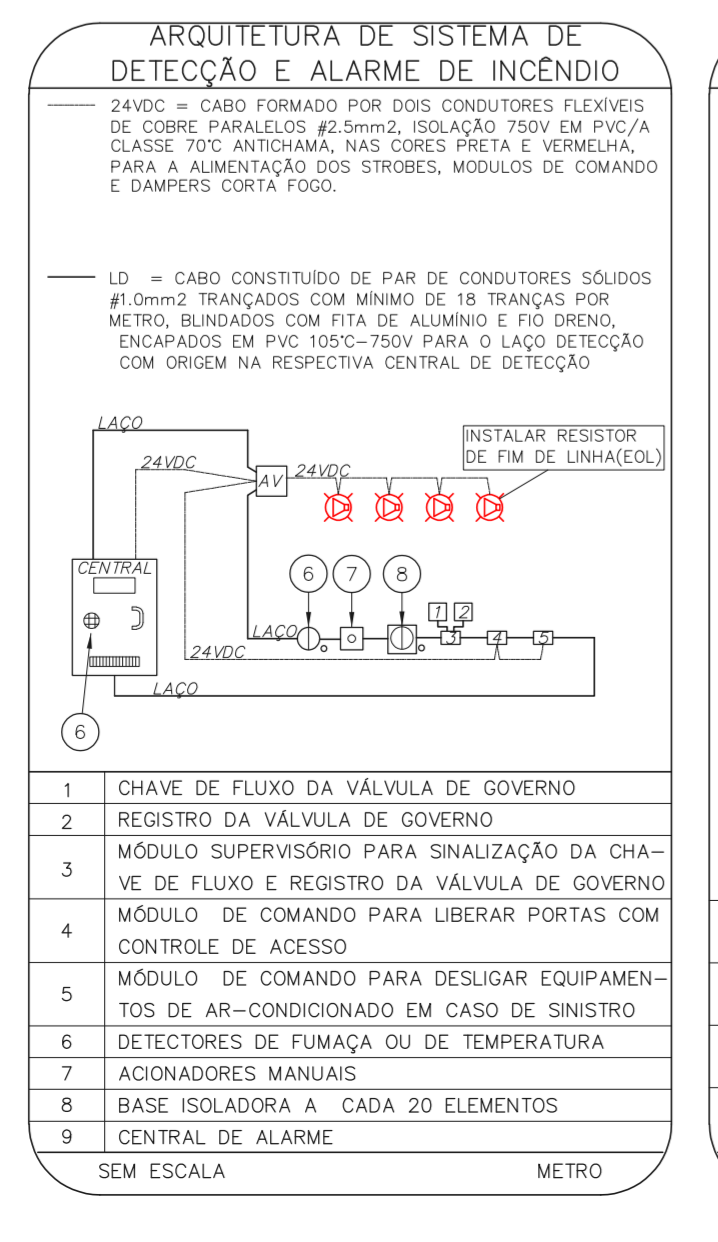 ARQUITETURA DE SISTEMA DE
DETECÇÃO E ALARME DE INCÊNDIO
24VDC = CABO FORMADO POR DOIS CONDUTORES FLEXÍVEIS
DE COBRE PARALELOS #2.5mm2, ISOLAÇÃO 750V EM PVC/A
CLASSE 70°C ANTICHAMA, NAS CORES PRETA E VERMELHA,
PARA A ALIMENTAÇÃO DOS STROBES, MODULOS DE COMANDO
E DAMPERS CORTA FOGO.
LD = CABO CONSTITUÍDO DE PAR DE CONDUTORES SÓLIDOS
#1.0mm2 TRANÇADOS COM MÍNIMO DE 18 TRANÇAS POR
METRO, BLINDADOS COM FITA DE ALUMÍNIO E FIO DRENO,
ENCAPADOS EM PVC 105°C-750V PARA O LAÇO DETECÇÃO
COM ORIGEM NA RESPECTIVA CENTRAL DE DETECÇÃO
LAÇO
INSTALAR RESISTOR
DE FIM DE LINHA(EOL)
24VDC
AV
24VDC
CENTRAL
6
7
8
1
2
LAÇO
3
4
5
24VDC
LAÇO
6
1 CHAVE DE FLUXO DA VÁLVULA DE GOVERNO
2 REGISTRO DA VÁLVULA DE GOVERNO
3 MÓDULO SUPERVISÓRIO PARA SINALIZAÇÃO DA CHA-
VE DE FLUXO E REGISTRO DA VÁLVULA DE GOVERNO
4 MÓDULO DE COMANDO PARA LIBERAR PORTAS COM
CONTROLE DE ACESSO
5 MÓDULO DE COMANDO PARA DESLIGAR EQUIPAMEN-
TOS DE AR-CONDICIONADO EM CASO DE SINISTRO
6 DETECTORES DE FUMAÇA OU DE TEMPERATURA
7 ACIONADORES MANUAIS
8 BASE ISOLADORA A CADA 20 ELEMENTOS
9 CENTRAL DE ALARME
SEM ESCALA METRO